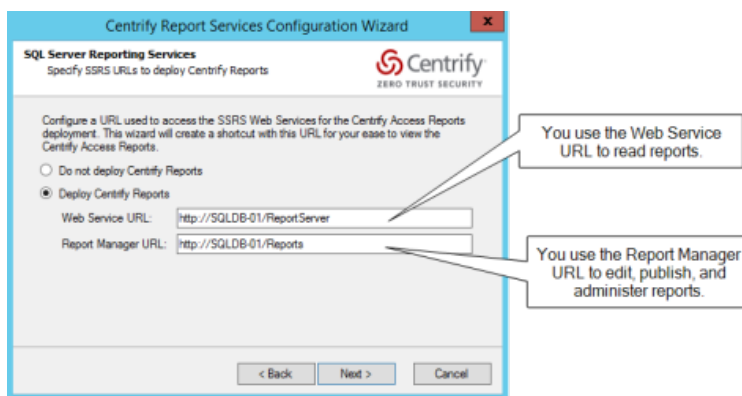 Centrify Report Services Configuration Wizard
x
SQL Server Reporting Services
Specify SSRS URLs to deploy Centrify Reports
Centrify
ZERO TRUST SECURITY
Configure a URL used to access the SSRS Web Services for the Centrify Access Reports
deployment. This wizard will create a shortcut with this URL for your ease to view the
Centrify Access Reports.
Do not deploy Centrify Reports
Deploy Centrify Reports
Web Service URL: http://SQLDB-01/ReportServer
Report Manager URL: http://SQLDB-01/Reports
You use the Web Service
URL to read reports.
You use the Report Manager
URL to edit, publish, and
administer reports.
< Back Next > Cancel